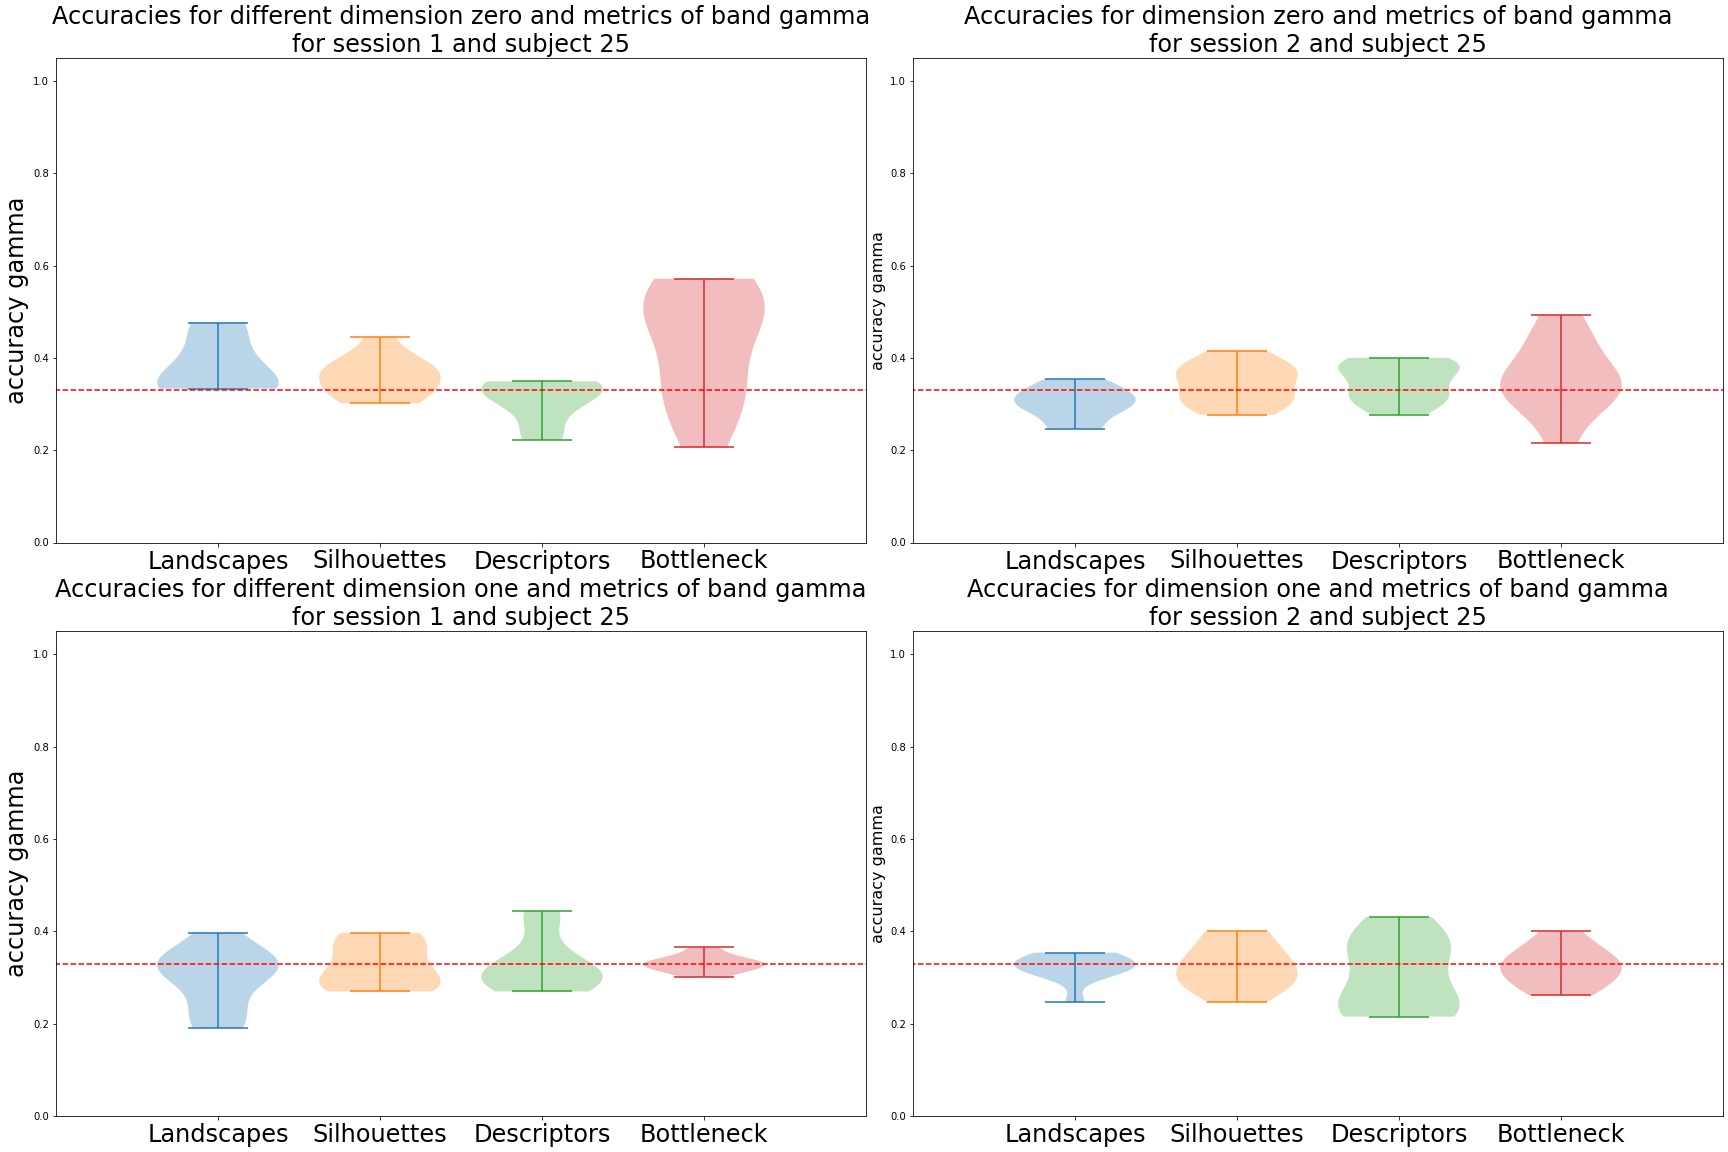 Accuracies for different dimension zero and metrics of band gamma
for session 1 and subject 25
accuracy gamma
1.0
0.8
0.6
0.4
0.2
0.0
Landscapes Silhouettes Descriptors Bottleneck
Accuracies for dimension zero and metrics of band gamma
for session 2 and subject 25
accuracy gamma
1.0
0.8
0.6
0.4
0.2
0.0
Landscapes Silhouettes Descriptors Bottleneck
Accuracies for different dimension one and metrics of band gamma
for session 1 and subject 25
accuracy gamma
1.0
0.8
0.6
0.4
0.2
0.0
Landscapes Silhouettes Descriptors Bottleneck
Accuracies for dimension one and metrics of band gamma
for session 2 and subject 25
accuracy gamma
1.0
0.8
0.6
0.4
0.2
0.0
Landscapes Silhouettes Descriptors Bottleneck